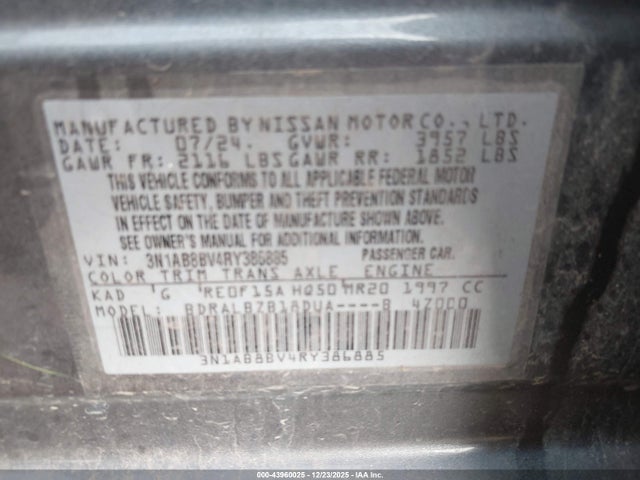 MANUFACTURED BY NISSAN MOTOR CO., LTD.
DATE: 07/24 GVWR: 3957 LBS
GAWR FR: 2116 LBS GAWR RR: 1852 LBS
THIS VEHICLE CONFORMS TO ALL APPLICABLE FEDERAL MOTOR
VEHICLE SAFETY, BUMPER AND THEFT PREVENTION STANDARDS
IN EFFECT ON THE DATE OF MANUFACTURE SHOWN ABOVE.
SEE OWNER'S MANUAL FOR ADDITIONAL INFORMATION
VIN: 3N1AB8BV4RY386885 PASSENGER CAR.
COLOR TRIM TRANS AXLE ENGINE
KAD 'G RE0F15A HQ50 MR20 1997 CC
MODEL: BDRALBZB18DUA----B 47000
3N1AB8BV4RY386885
000-43960025 - 12/23/2025 - IAA Inc.